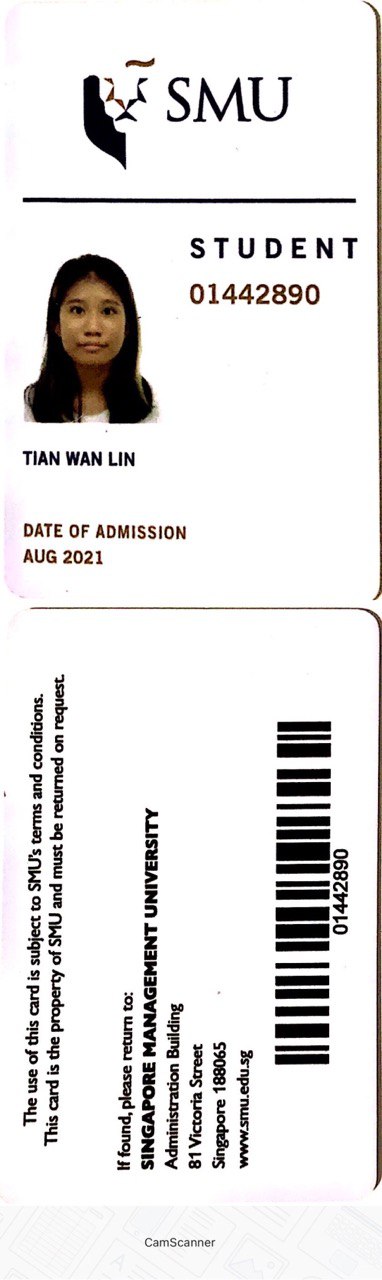 SMU
STUDENT
01442890
TIAN WAN LIN
DATE OF ADMISSION
AUG 2021
The use of this card is subject to SMU's terms and conditions.
This card is the property of SMU and must be returned on request.
If found, please return to:
SINGAPORE MANAGEMENT UNIVERSITY
Administration Building
81 Victoria Street
Singapore 188065
www.smu.edu.sg
01442890
CamScanner